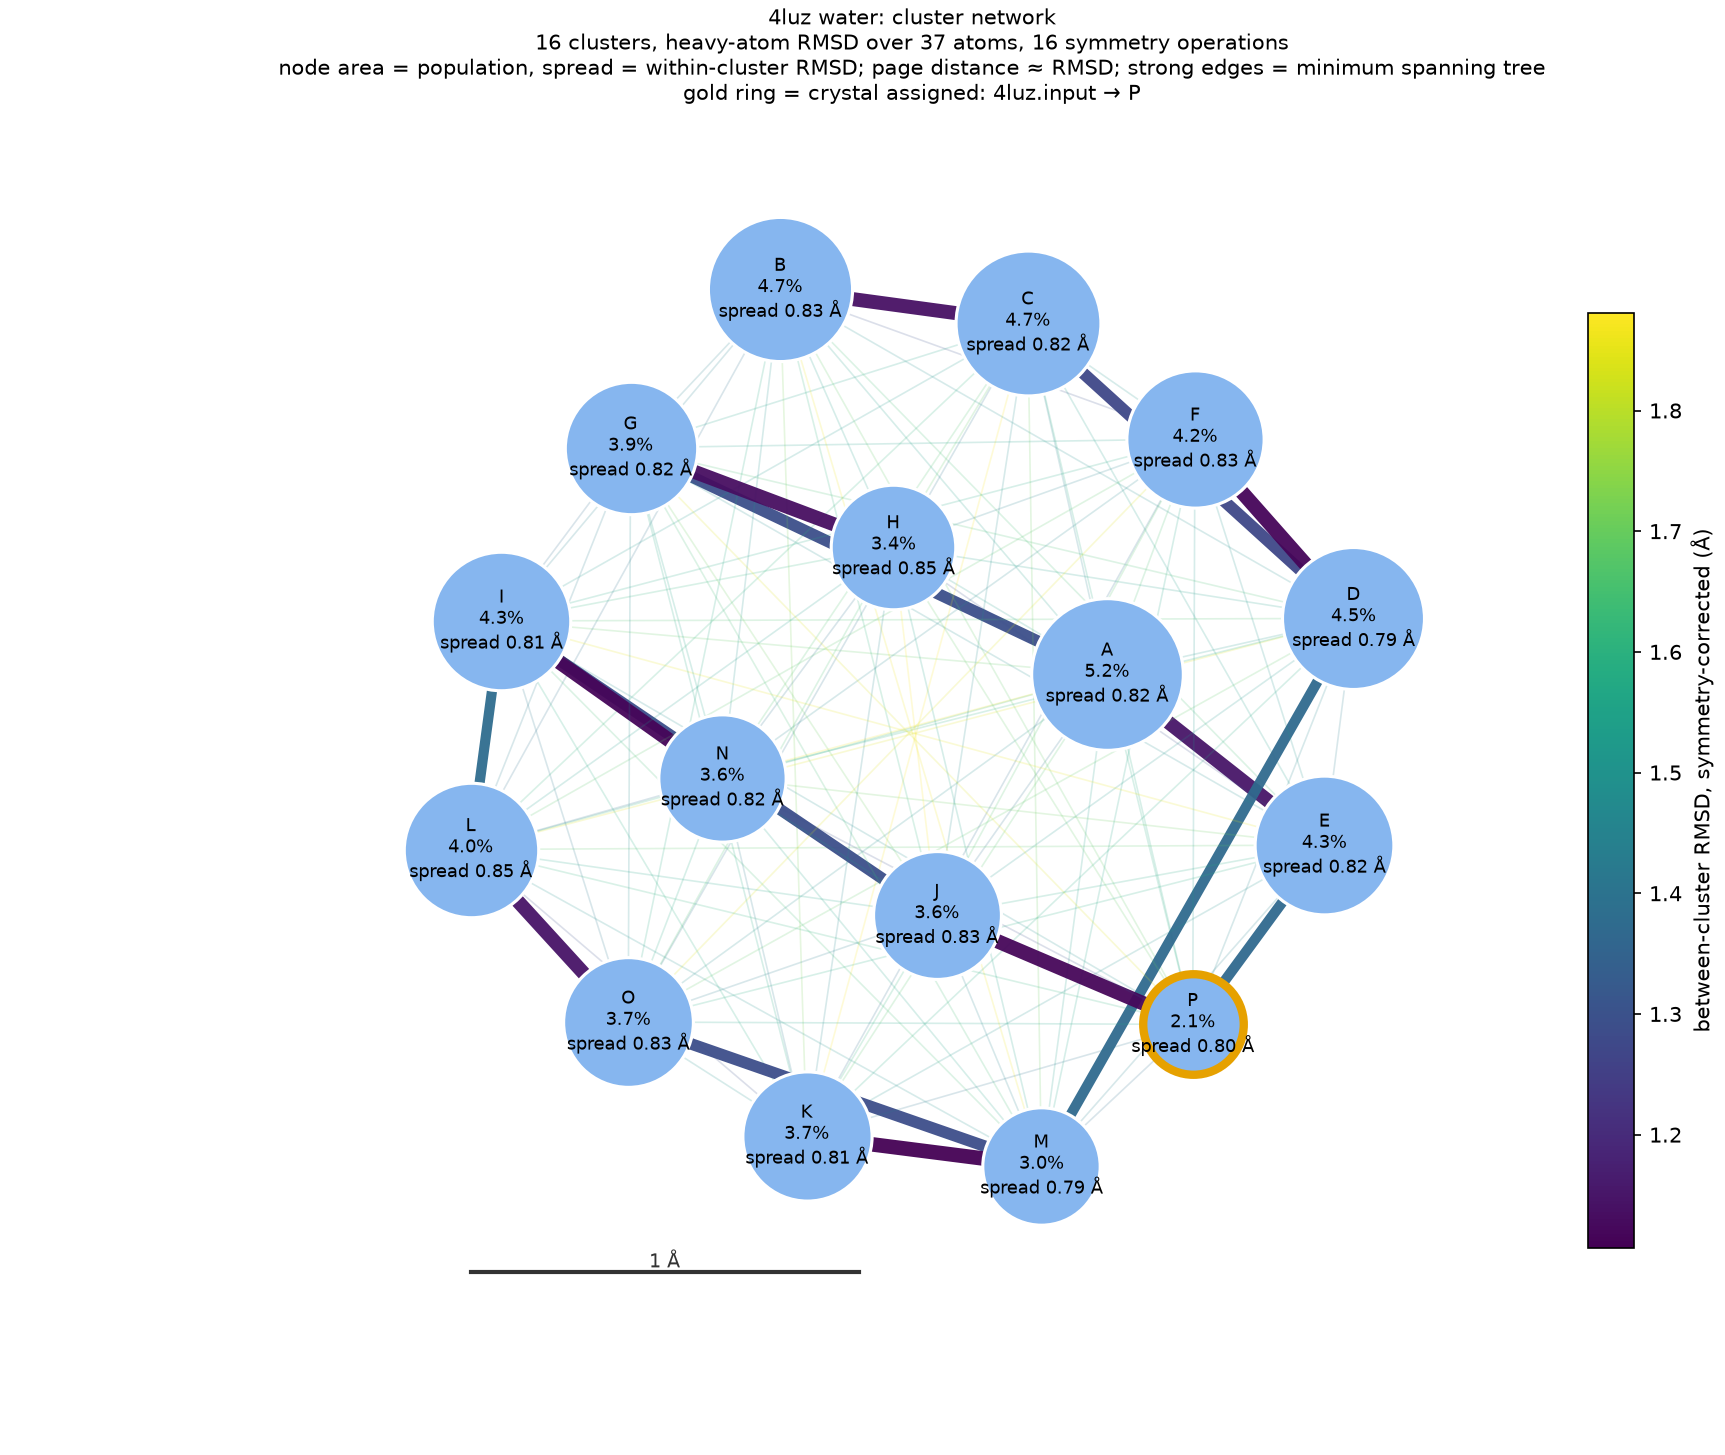 4luz water: cluster network
16 clusters, heavy-atom RMSD over 37 atoms, 16 symmetry operations
node area = population, spread = within-cluster RMSD; page distance ≈ RMSD; strong edges = minimum spanning tree
gold ring = crystal assigned: 4luz.input → P
B
4.7%
spread 0.83 Å
C
4.7%
spread 0.82 Å
F
4.2%
spread 0.83 Å
G
3.9%
spread 0.82 Å
H
3.4%
spread 0.85 Å
I
4.3%
spread 0.81 Å
D
4.5%
spread 0.79 Å
A
5.2%
spread 0.82 Å
N
3.6%
spread 0.82 Å
L
4.0%
spread 0.85 Å
E
4.3%
spread 0.82 Å
J
3.6%
spread 0.83 Å
O
3.7%
spread 0.83 Å
P
2.1%
spread 0.80 Å
K
3.7%
spread 0.81 Å
M
3.0%
spread 0.79 Å
1 Å
1.8
1.7
1.6
1.5
1.4
1.3
1.2
between-cluster RMSD, symmetry-corrected (Å)